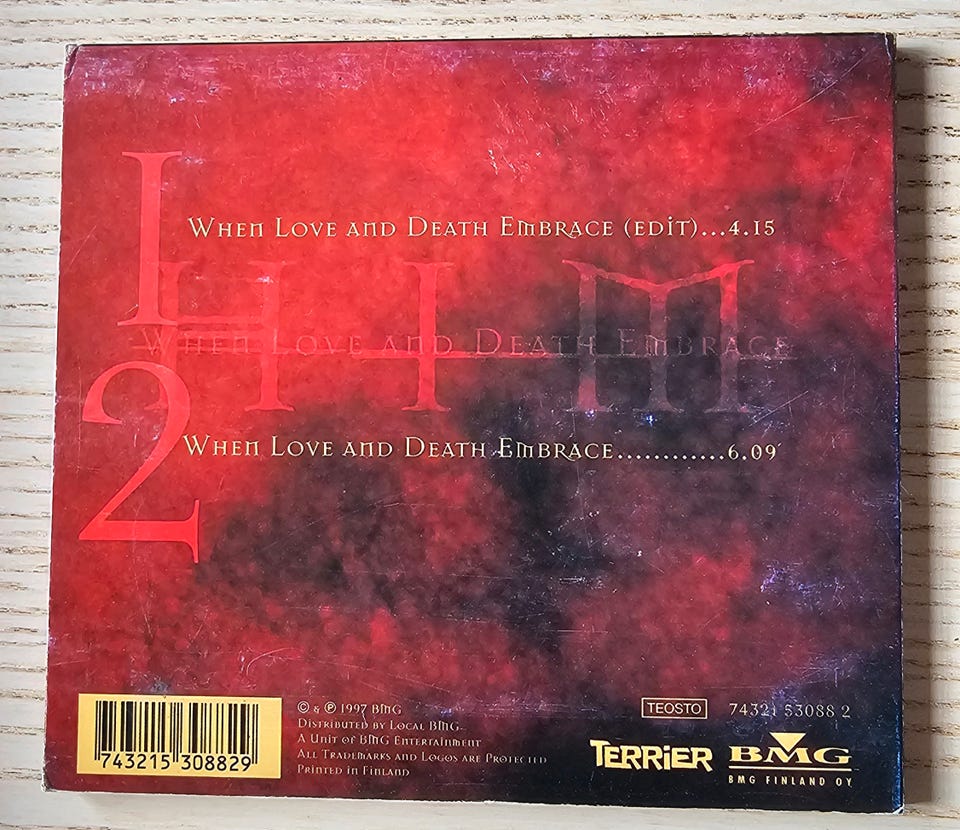 1
When Love and Death Embrace (edit)...4.15
HIM
When Love and Death Embrace
2
When Love and Death Embrace............6.09
743215 308829
© & ℗ 1997 BMG
Distributed by Local BMG
A Unit of BMG Entertainment
All Trademarks and Logos are Protected
Printed in Finland
TEOSTO 74321 53088 2
TERRiER BMG
BMG FINLAND OY